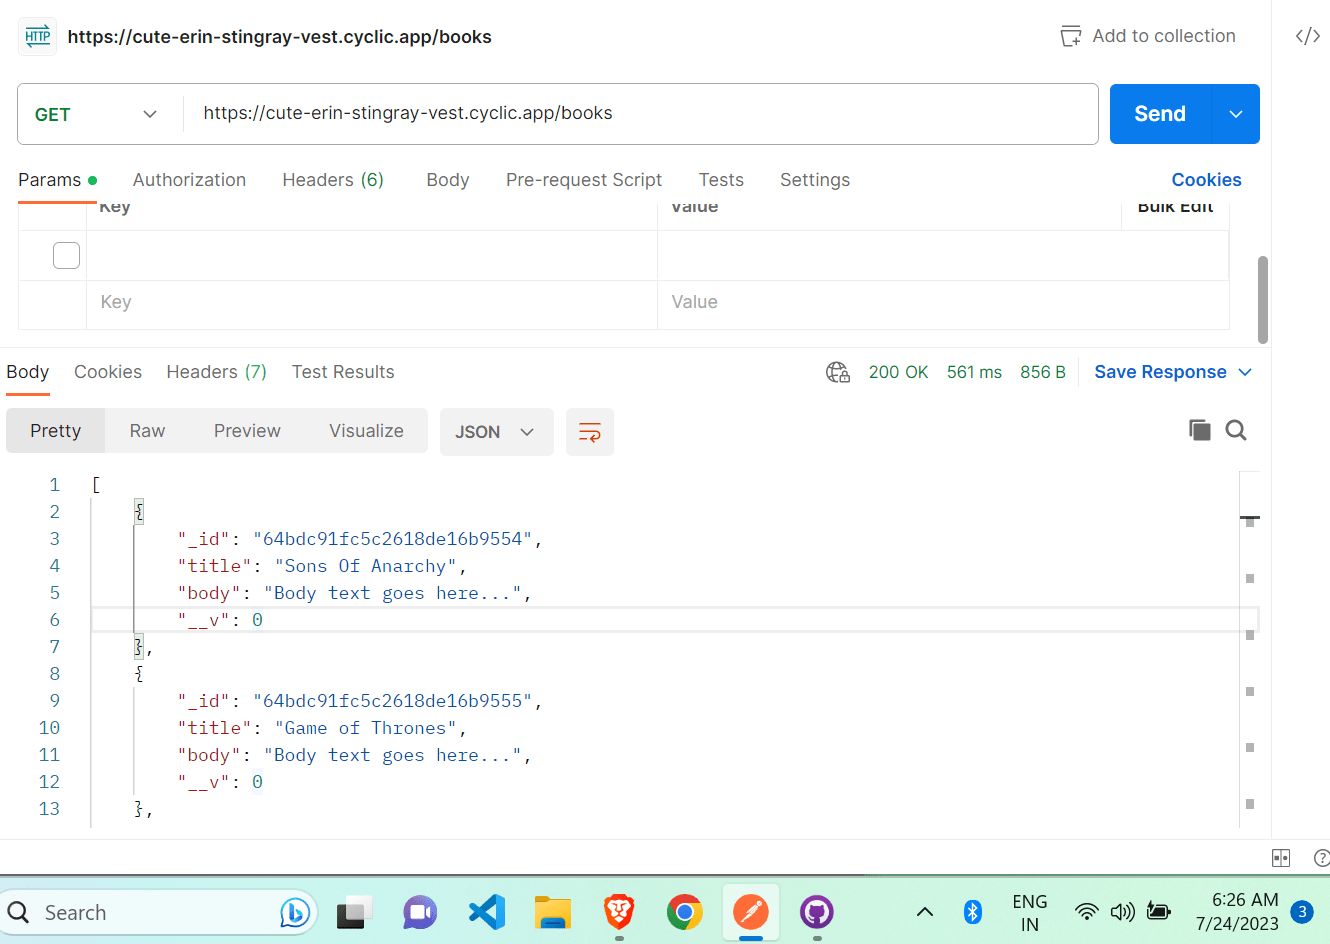 HTTP https://cute-erin-stingray-vest.cyclic.app/books Add to collection </>
GET https://cute-erin-stingray-vest.cyclic.app/books Send
Params Authorization Headers (6) Body Pre-request Script Tests Settings Cookies
Key Value Bulk Edit
Key Value
Body Cookies Headers (7) Test Results 200 OK 561 ms 856 B Save Response
Pretty Raw Preview Visualize JSON
1 [
2 {
3 "_id": "64bdc91fc5c2618de16b9554",
4 "title": "Sons Of Anarchy",
5 "body": "Body text goes here...",
6 "__v": 0
7 },
8 {
9 "_id": "64bdc91fc5c2618de16b9555",
10 "title": "Game of Thrones",
11 "body": "Body text goes here...",
12 "__v": 0
13 },
Search ENG 6:26 AM
IN 7/24/2023 3